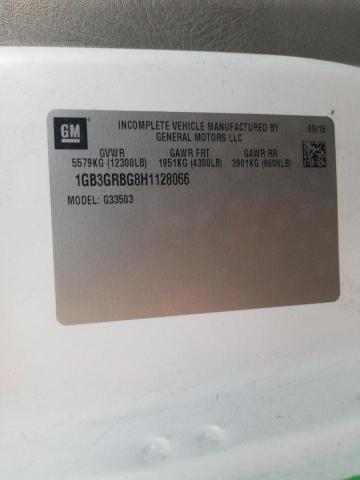 GM
INCOMPLETE VEHICLE MANUFACTURED BY 09/16
GENERAL MOTORS LLC
GVWR GAWR FRT GAWR RR
5579KG (12300LB) 1951KG (4300LB) 3901KG (8600LB)
1GB3GRBG8H1128066
MODEL: G33503